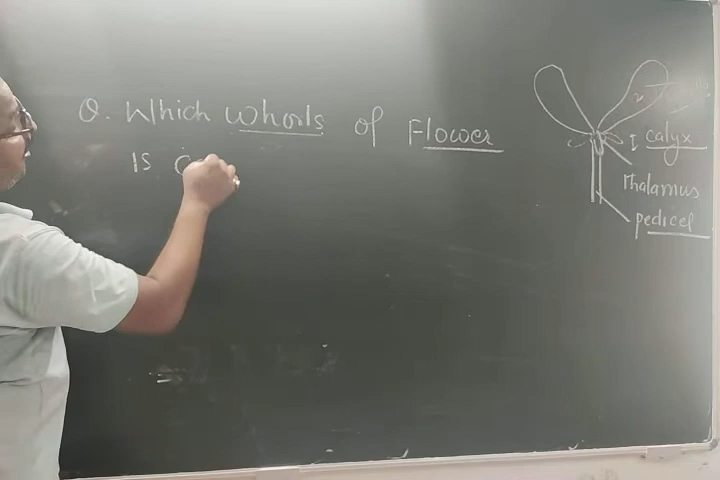 Q. Which whorls of Flower
is
I calyx
Thalamus
pedicel